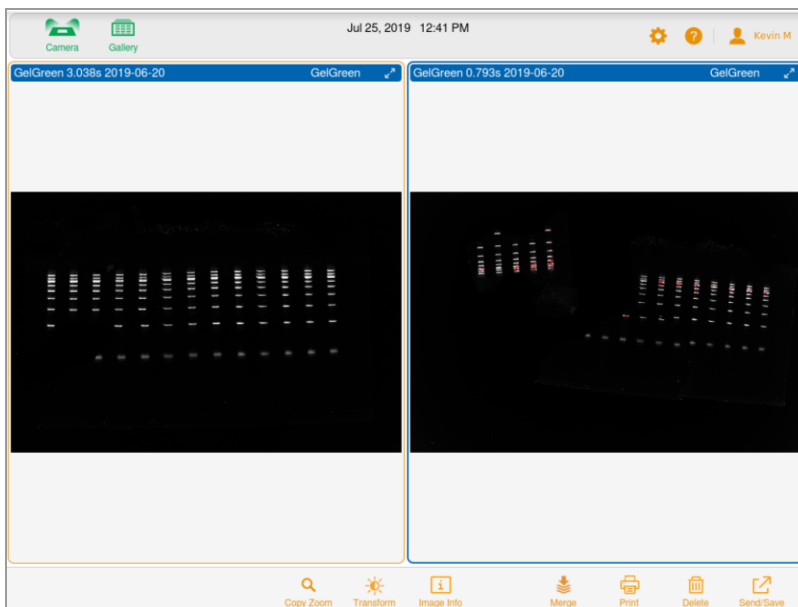 Jul 25, 2019 12:41 PM
Camera
Gallery
Kevin M
GelGreen 3.038s 2019-06-20
GelGreen
GelGreen 0.793s 2019-06-20
GelGreen
Copy Zoom
Transform
Image Info
Merge
Print
Delete
Send/Save